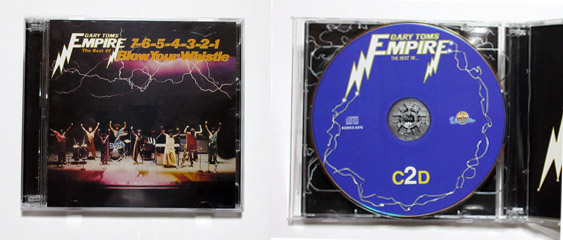 GARY TOMS
EMPIRE
The Best Of
7-6-5-4-3-2-1
Blow Your Whistle
GARY TOMS
EMPIRE
THE BEST OF...
C2D